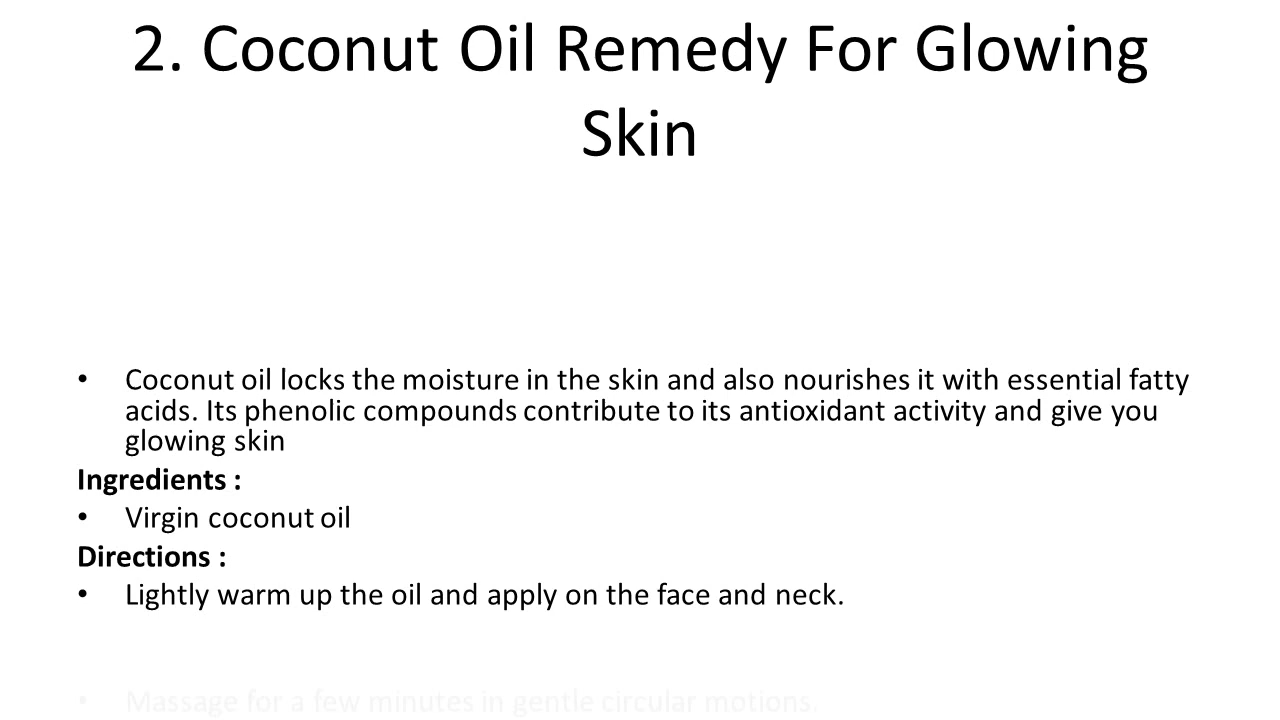 2. Coconut Oil Remedy For Glowing
Skin
• Coconut oil locks the moisture in the skin and also nourishes it with essential fatty
acids. Its phenolic compounds contribute to its antioxidant activity and give you
glowing skin
Ingredients :
• Virgin coconut oil
Directions :
• Lightly warm up the oil and apply on the face and neck.
• Massage for a few minutes in gentle circular motions.